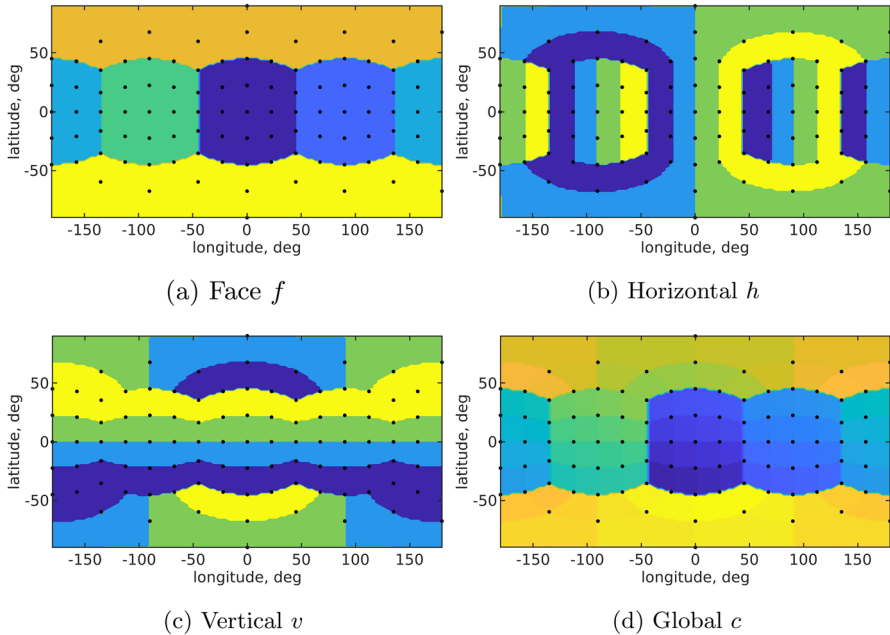 50
0
-50
latitude, deg
-150 -100 -50 0 50 100 150
longitude, deg
(a) Face f
50
0
-50
latitude, deg
-150 -100 -50 0 50 100 150
longitude, deg
(b) Horizontal h
50
0
-50
latitude, deg
-150 -100 -50 0 50 100 150
longitude, deg
(c) Vertical v
50
0
-50
latitude, deg
-150 -100 -50 0 50 100 150
longitude, deg
(d) Global c